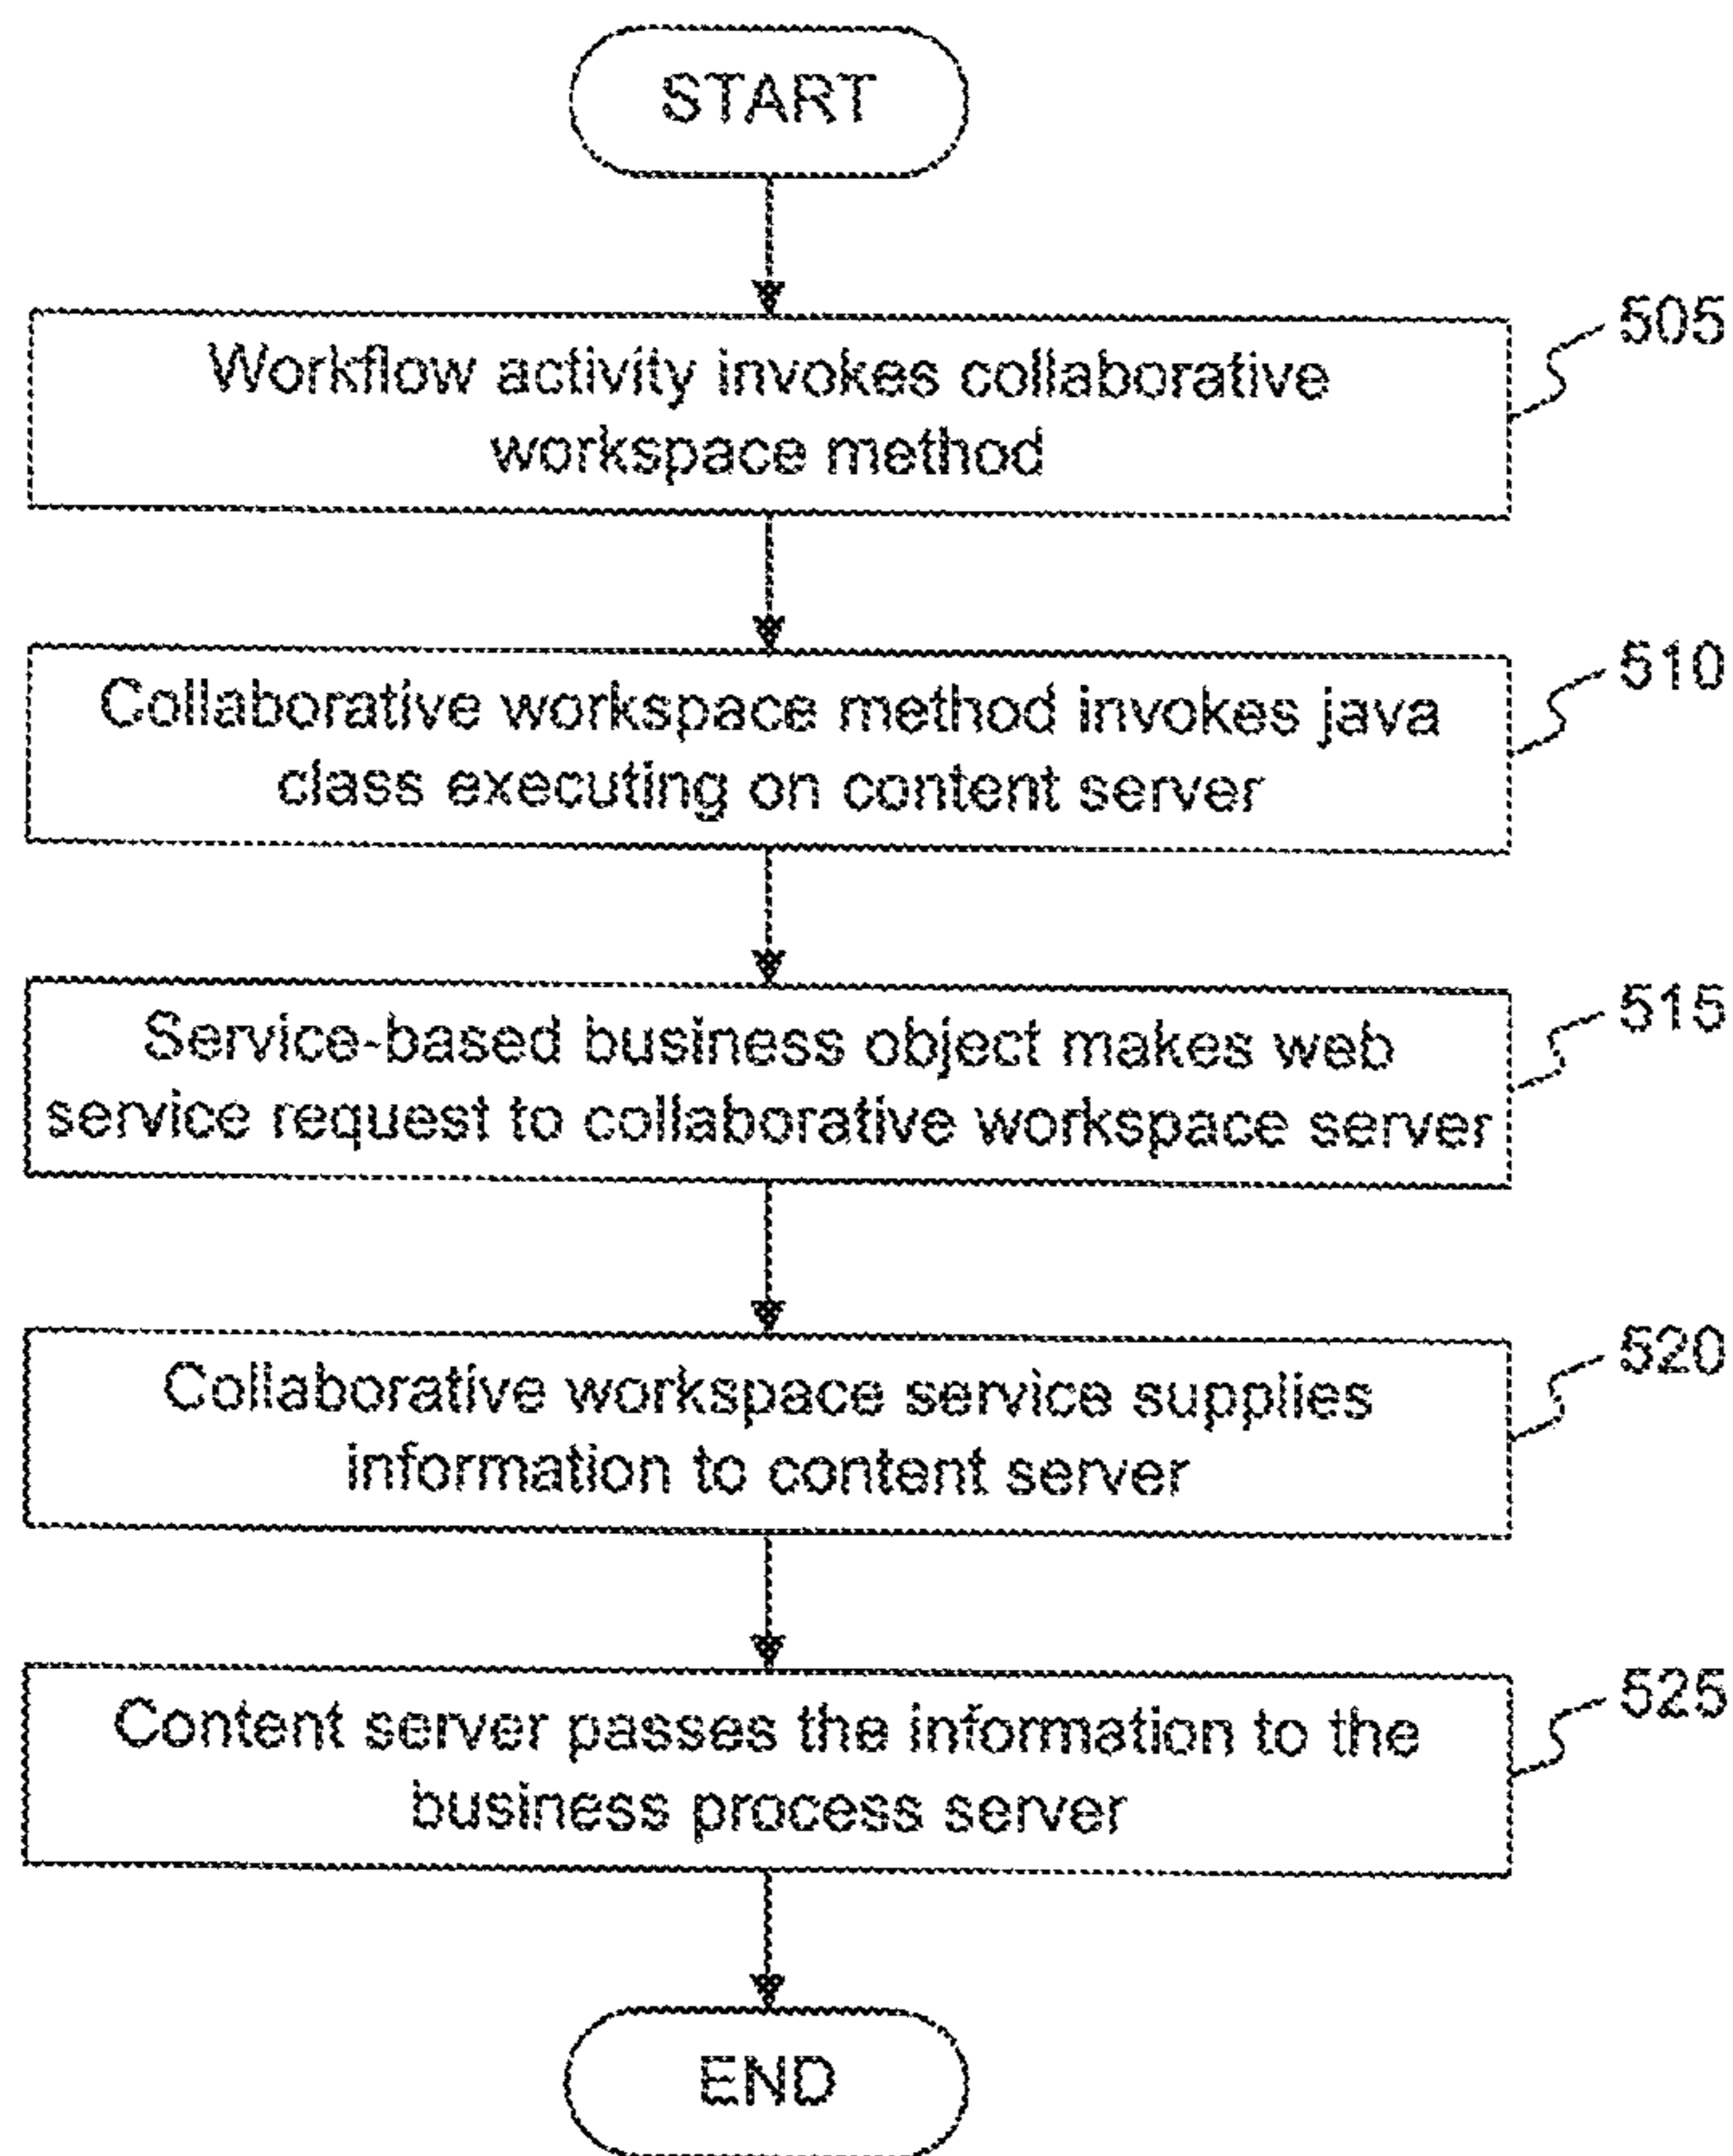 START
Workflow activity invokes collaborative
workspace method
505
Collaborative workspace method invokes java
class executing on content server
510
Service-based business object makes web
service request to collaborative workspace server
515
Collaborative workspace service supplies
information to content server
520
Content server passes the information to the
business process server
525
END